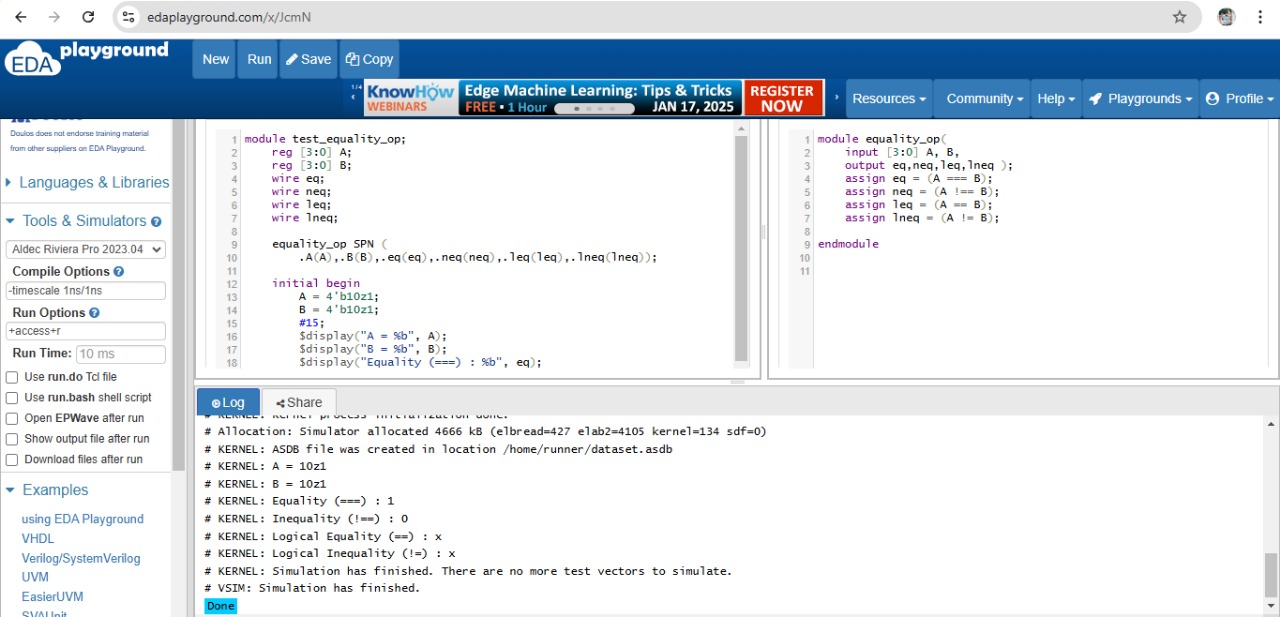 edaplayground.com/x/JcmN
EDA playground
New Run Save Copy
1/4
KnowHow WEBINARS
Edge Machine Learning: Tips & Tricks
FREE • 1 Hour JAN 17, 2025
REGISTER NOW
Resources Community Help Playgrounds Profile
Doulos does not endorse training material
from other suppliers on EDA Playground.
Languages & Libraries
Tools & Simulators
Aldec Riviera Pro 2023.04
Compile Options
-timescale 1ns/1ns
Run Options
+access+r
Run Time: 10 ms
Use run.do Tcl file
Use run.bash shell script
Open EPWave after run
Show output file after run
Download files after run
Examples
using EDA Playground
VHDL
Verilog/SystemVerilog
UVM
EasierUVM
SVAUnit
1 module test_equality_op;
2 reg [3:0] A;
3 reg [3:0] B;
4 wire eq;
5 wire neq;
6 wire leq;
7 wire lneq;
8
9 equality_op SPN (
10 .A(A),.B(B),.eq(eq),.neq(neq),.leq(leq),.lneq(lneq));
11
12 initial begin
13 A = 4'b10z1;
14 B = 4'b10z1;
15 #15;
16 $display("A = %b", A);
17 $display("B = %b", B);
18 $display("Equality (===) : %b", eq);
1 module equality_op(
2 input [3:0] A, B,
3 output eq,neq,leq,lneq );
4 assign eq = (A === B);
5 assign neq = (A !== B);
6 assign leq = (A == B);
7 assign lneq = (A != B);
8
9 endmodule
10
11
Log Share
# KERNEL: Kernel process initialization done.
# Allocation: Simulator allocated 4666 kB (elbread=427 elab2=4105 kernel=134 sdf=0)
# KERNEL: ASDB file was created in location /home/runner/dataset.asdb
# KERNEL: A = 10z1
# KERNEL: B = 10z1
# KERNEL: Equality (===) : 1
# KERNEL: Inequality (!==) : 0
# KERNEL: Logical Equality (==) : x
# KERNEL: Logical Inequality (!=) : x
# KERNEL: Simulation has finished. There are no more test vectors to simulate.
# VSIM: Simulation has finished.
Done